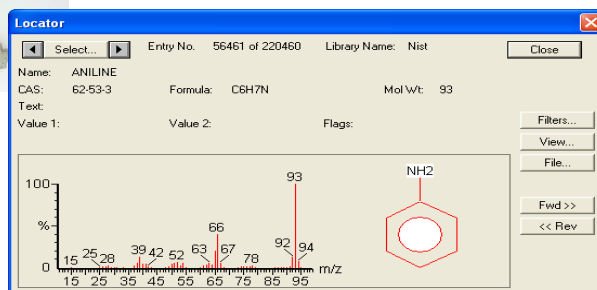 Locator
Select... Entry No. 56461 of 220460 Library Name: Nist Close
Name: ANILINE
CAS: 62-53-3 Formula: C6H7N Mol Wt: 93
Text:
Value 1: Value 2: Flags:
Filters...
View...
File...
Fwd >>
<< Rev
100
%
0
15 25 28 39 42 52 63 66 67 78 92 93 94
15 25 35 45 55 65 75 85 95 m/z
NH2